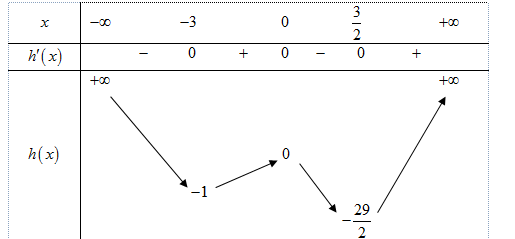 x −∞ −3 0 3/2 +∞
h′(x) − 0 + 0 − 0 +
+∞ +∞
h(x) 0
−1
−29/2